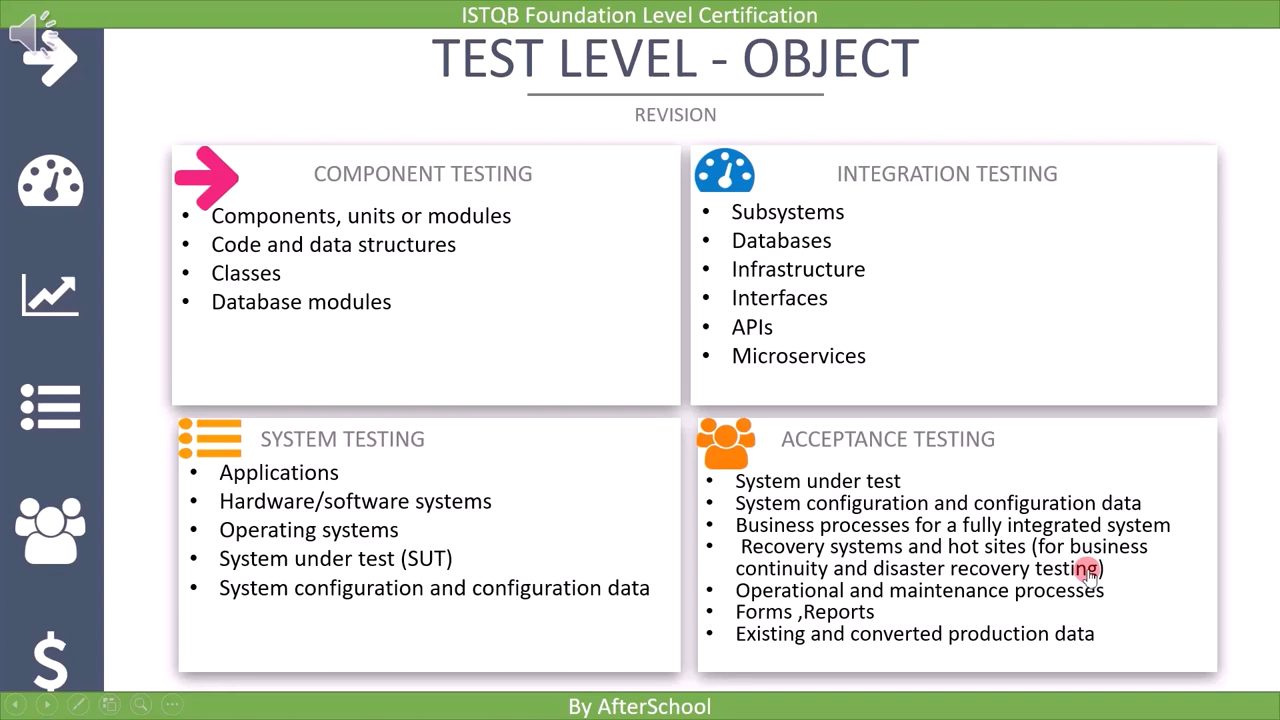 ISTQB Foundation Level Certification
TEST LEVEL - OBJECT
REVISION
COMPONENT TESTING
• Components, units or modules
• Code and data structures
• Classes
• Database modules
INTEGRATION TESTING
• Subsystems
• Databases
• Infrastructure
• Interfaces
• APIs
• Microservices
SYSTEM TESTING
• Applications
• Hardware/software systems
• Operating systems
• System under test (SUT)
• System configuration and configuration data
ACCEPTANCE TESTING
• System under test
• System configuration and configuration data
• Business processes for a fully integrated system
• Recovery systems and hot sites (for business
continuity and disaster recovery testing)
• Operational and maintenance processes
• Forms ,Reports
• Existing and converted production data
$
By AfterSchool